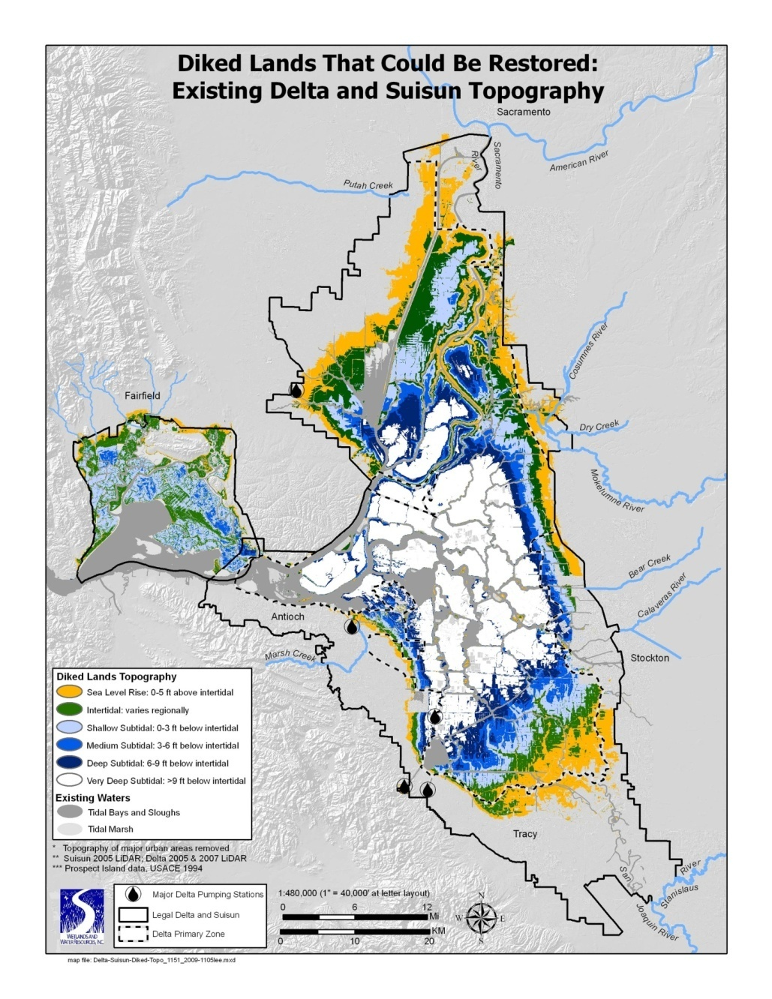 Diked Lands That Could Be Restored:
Existing Delta and Suisun Topography
Sacramento
American River
Sacramento
River
Putah Creek
Cosumnes River
Fairfield
Dry Creek
Mokelumne River
Bear Creek
Calaveras River
Antioch
Marsh Creek
Stockton
Diked Lands Topography
Sea Level Rise: 0-5 ft above intertidal
Intertidal: varies regionally
Shallow Subtidal: 0-3 ft below intertidal
Medium Subtidal: 3-6 ft below intertidal
Deep Subtidal: 6-9 ft below intertidal
Very Deep Subtidal: >9 ft below intertidal
Existing Waters
Tidal Bays and Sloughs
Tidal Marsh
Tracy
* Topography of major urban areas removed
** Suisun 2005 LiDAR; Delta 2005 & 2007 LiDAR
*** Prospect Island data, USACE 1994
San
Joaquin River
Stanislaus
River
WETLANDS AND
WATER RESOURCES, INC.
Major Delta Pumping Stations
Legal Delta and Suisun
Delta Primary Zone
1:480,000 (1" = 40,000' at letter layout)
0 6 12
Mi
KM
0 10 20
N
W E
S
map file: Delta-Suisun-Diked-Topo_1151_2009-1105lee.mxd